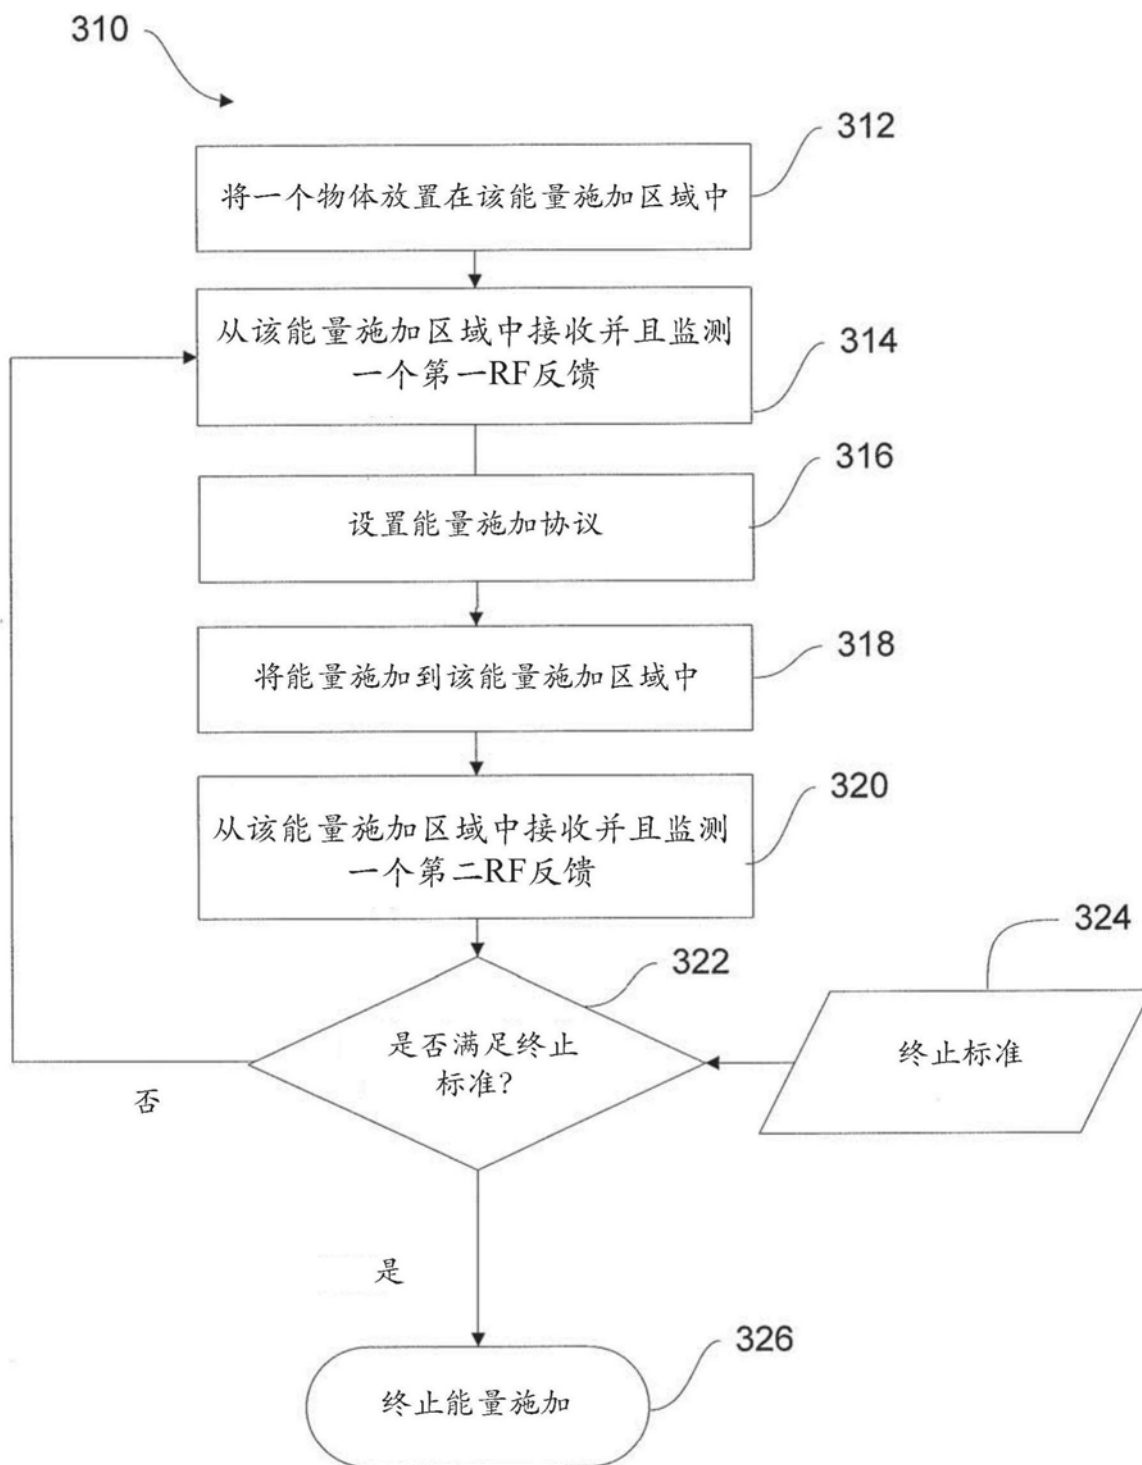 310
312
将一个物体放置在该能量施加区域中
从该能量施加区域中接收并且监测
一个第一RF反馈
314
316
设置能量施加协议
318
将能量施加到该能量施加区域中
320
从该能量施加区域中接收并且监测
一个第二RF反馈
324
322
是否满足终止
标准?
终止标准
否
是
326
终止能量施加